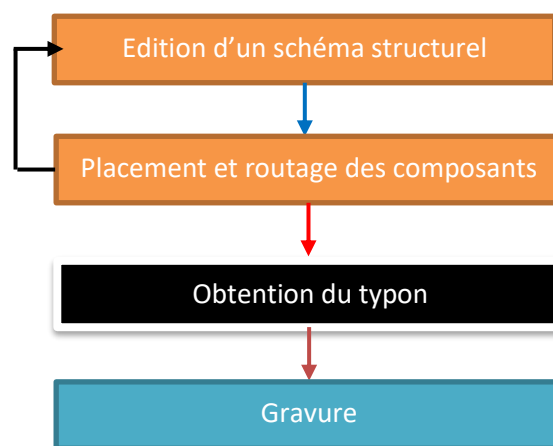 Edition d’un schéma structurel
Placement et routage des composants
Obtention du typon
Gravure